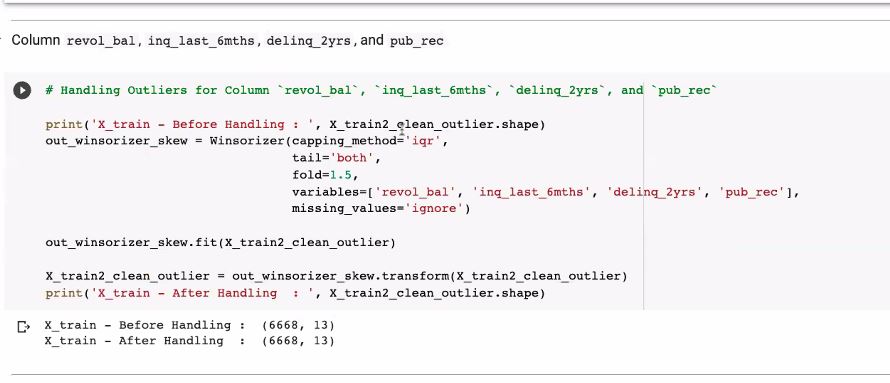 Column revol_bal, inq_last_6mths, delinq_2yrs, and pub_rec
# Handling Outliers for Column `revol_bal`, `inq_last_6mths`, `delinq_2yrs`, and `pub_rec`
print('X_train - Before Handling : ', X_train2_clean_outlier.shape)
out_winsorizer_skew = Winsorizer(capping_method='iqr',
tail='both',
fold=1.5,
variables=['revol_bal', 'inq_last_6mths', 'delinq_2yrs', 'pub_rec'],
missing_values='ignore')
out_winsorizer_skew.fit(X_train2_clean_outlier)
X_train2_clean_outlier = out_winsorizer_skew.transform(X_train2_clean_outlier)
print('X_train - After Handling  : ', X_train2_clean_outlier.shape)
X_train - Before Handling :  (6668, 13)
X_train - After Handling  :  (6668, 13)